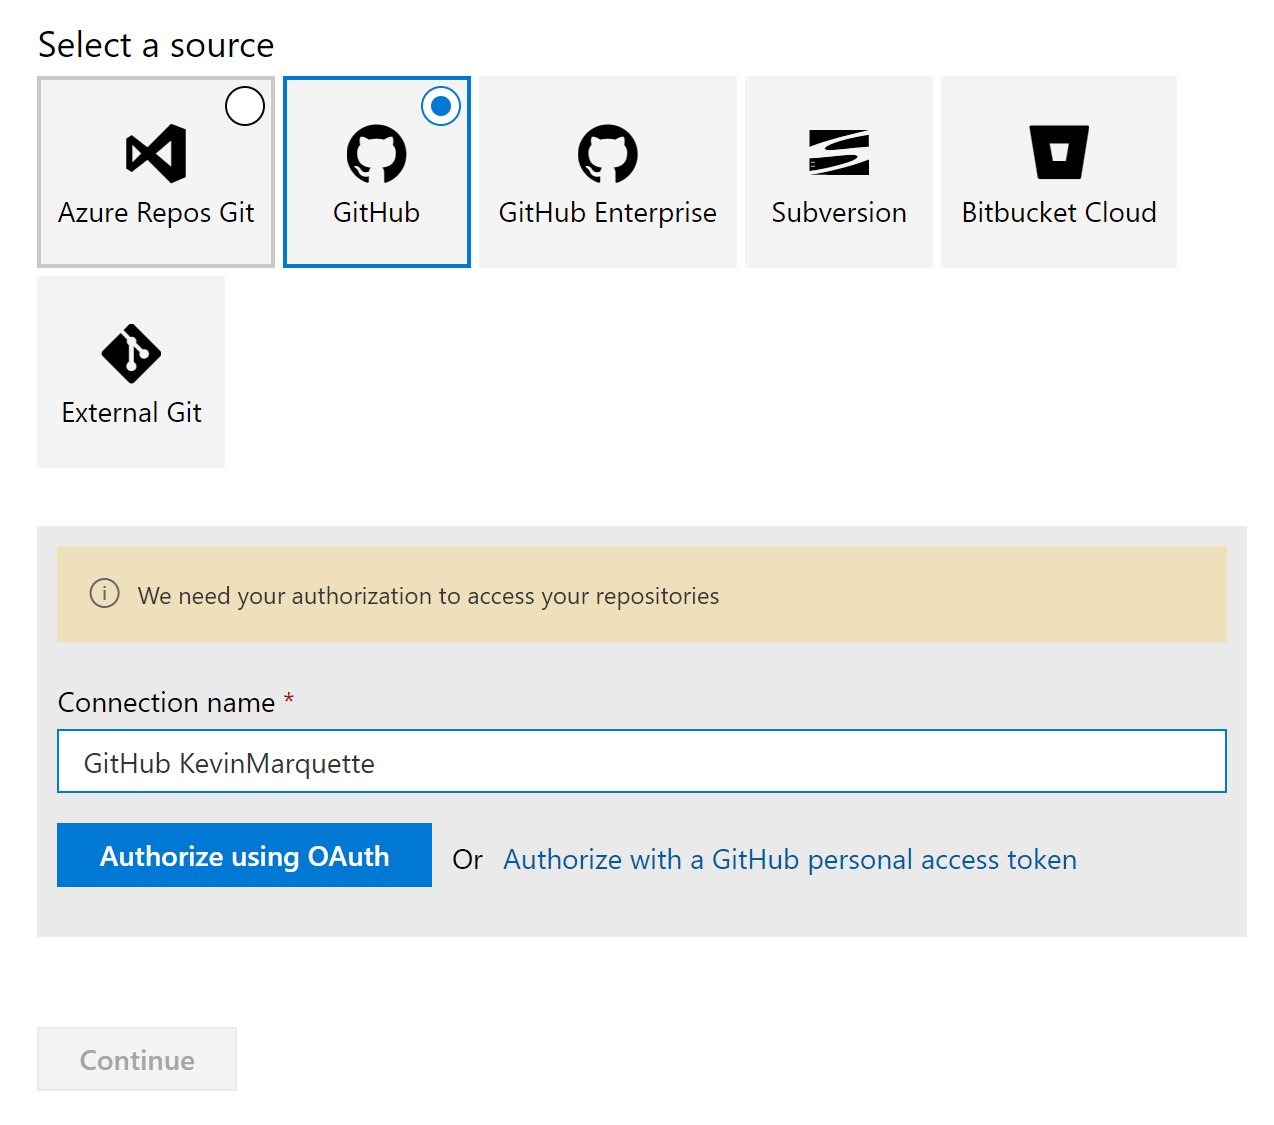 Select a source
Azure Repos Git
GitHub
GitHub Enterprise
Subversion
Bitbucket Cloud
External Git
We need your authorization to access your repositories
Connection name *
GitHub KevinMarquette
Authorize using OAuth Or Authorize with a GitHub personal access token
Continue